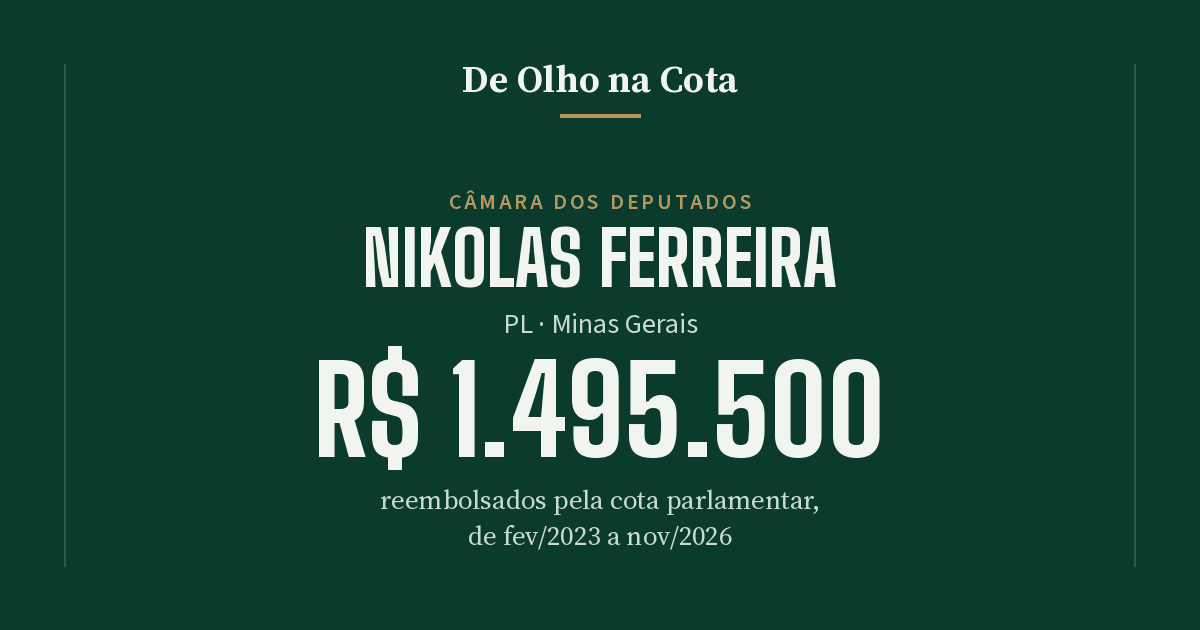 De Olho na Cota
CÂMARA DOS DEPUTADOS
NIKOLAS FERREIRA
PL · Minas Gerais
R$ 1.495.500
reembolsados pela cota parlamentar,
de fev/2023 a nov/2026